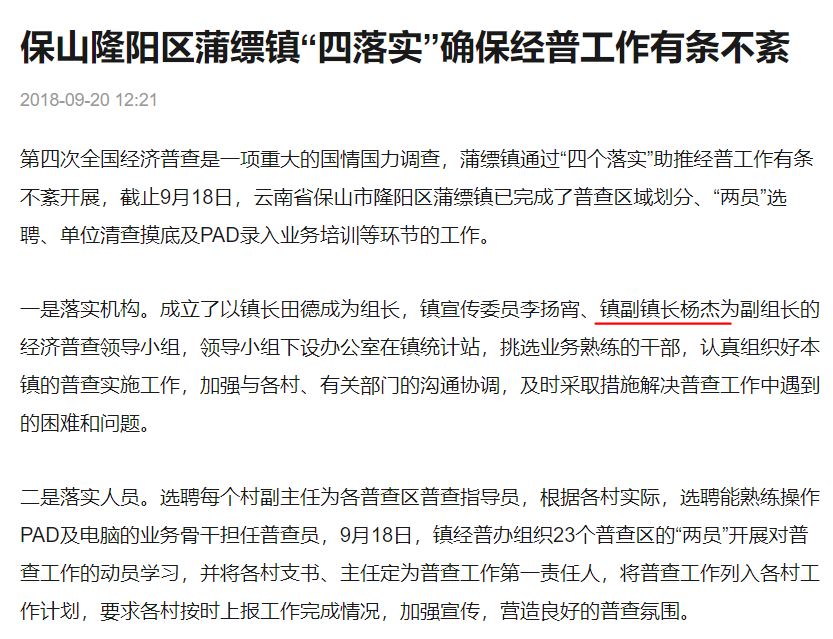 保山隆阳区蒲缥镇“四落实”确保经普工作有条不紊
2018-09-20 12:21
第四次全国经济普查是一项重大的国情国力调查，蒲缥镇通过“四个落实”助推经普工作有条
不紊开展，截止9月18日，云南省保山市隆阳区蒲缥镇已完成了普查区域划分、“两员”选
聘、单位清查摸底及PAD录入业务培训等环节的工作。
一是落实机构。成立了以镇长田德成为组长，镇宣传委员李扬宵、镇副镇长杨杰为副组长的
经济普查领导小组，领导小组下设办公室在镇统计站，挑选业务熟练的干部，认真组织好本
镇的普查实施工作，加强与各村、有关部门的沟通协调，及时采取措施解决普查工作中遇到
的困难和问题。
二是落实人员。选聘每个村副主任为各普查区普查指导员，根据各村实际，选聘能熟练操作
PAD及电脑的业务骨干担任普查员，9月18日，镇经普办组织23个普查区的“两员”开展对普
查工作的动员学习，并将各村支书、主任定为普查工作第一责任人，将普查工作列入各村工
作计划，要求各村按时上报工作完成情况，加强宣传，营造良好的普查氛围。